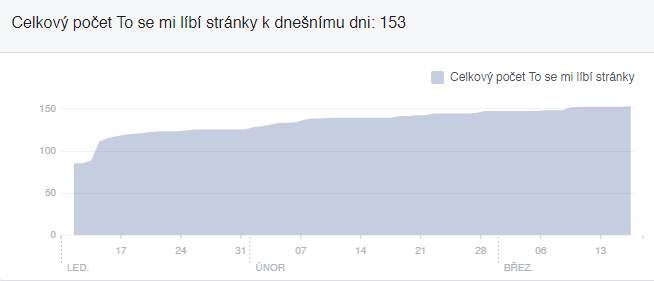 Celkový počet To se mi líbí stránky k dnešnímu dni: 153
Celkový počet To se mi líbí stránky
150
100
50
0
17 24 31 07 14 21 28 06 13
LED. ÚNOR BŘEZ.